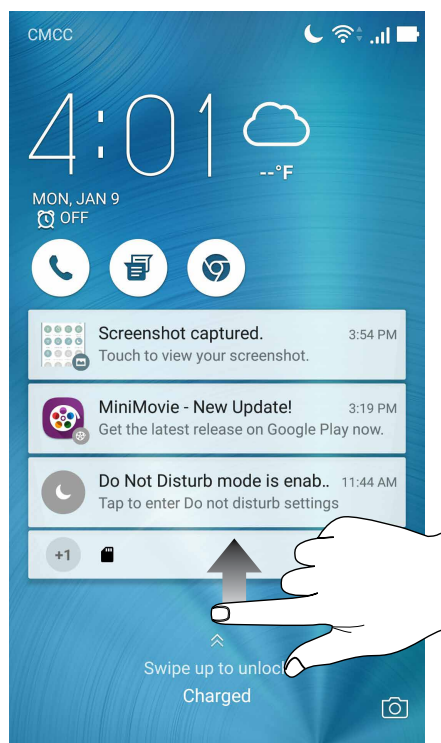 CMCC
4:01
--°F
MON, JAN 9
OFF
Screenshot captured. 3:54 PM
Touch to view your screenshot.
MiniMovie - New Update! 3:19 PM
Get the latest release on Google Play now.
Do Not Disturb mode is enab.. 11:44 AM
Tap to enter Do not disturb settings
+1
Swipe up to unloc
Charged